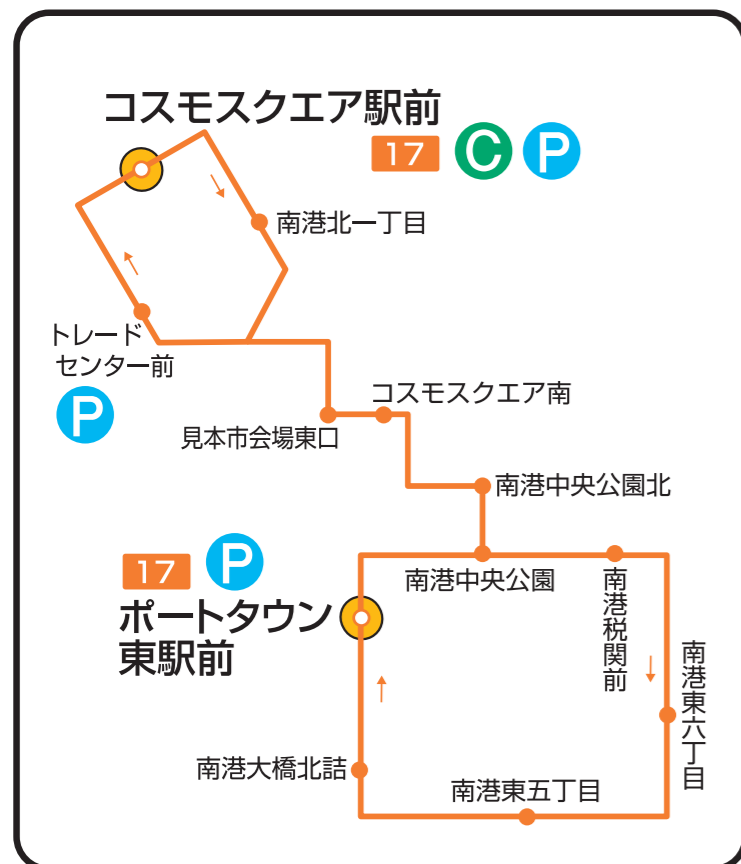 コスモスクエア駅前
17 C P
南港北一丁目
トレード
センター前
P
コスモスクエア南
見本市会場東口
南港中央公園北
17 P
ポートタウン
東駅前
南港中央公園
南港税関前
南港東六丁目
南港大橋北詰
南港東五丁目